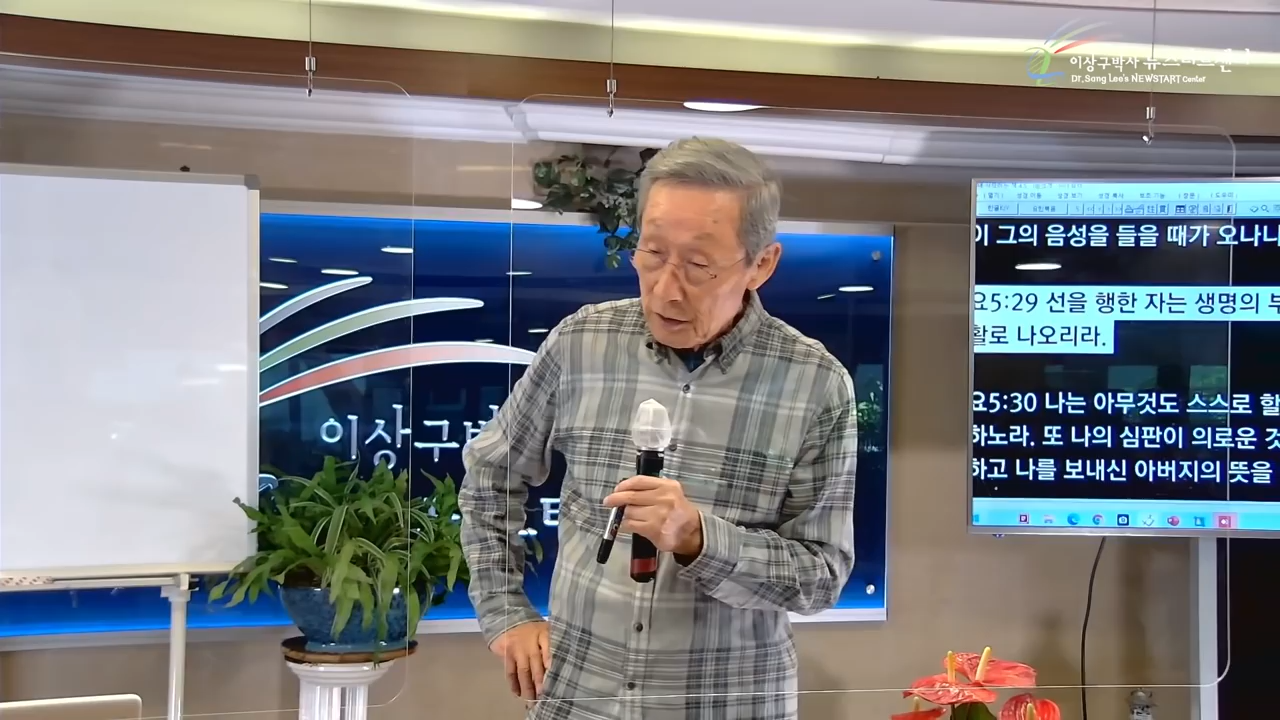 이상구박사 뉴스타트센터
Dr. Sang Lee's NEWSTART Center
이상구박
이 그의 음성을 들을 때가 오나니
요5:29 선을 행한 자는 생명의 부
활로 나오리라.
요5:30 나는 아무것도 스스로 할
하노라. 또 나의 심판이 의로운 것
하고 나를 보내신 아버지의 뜻을